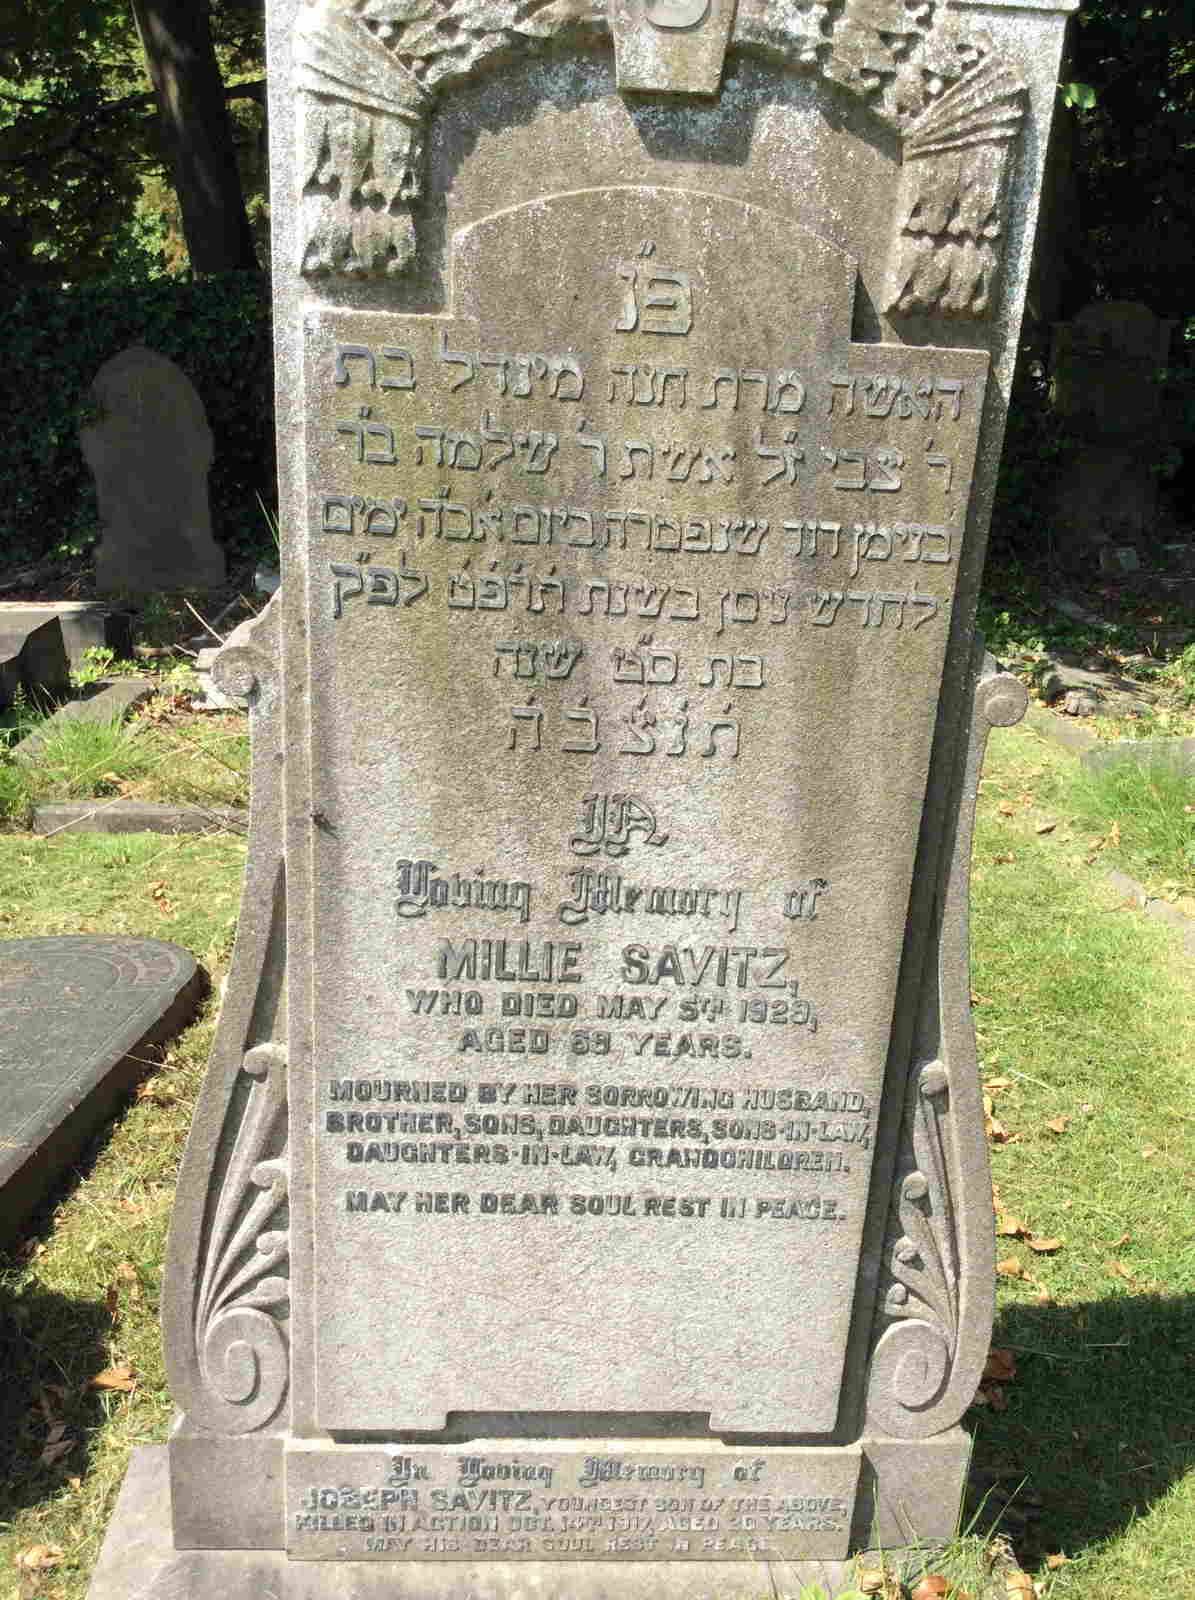 פ"נ
האשה מרת חנה מינדל בת
ר' צבי ז"ל אשת ר' שלמה ב"ר
בנימן דוד שנפטרה ביום א' כ"ה ימים
לחדש ניסן בשנת תרפ"ט לפ"ק
בת ס"ט שנה
ת' נ' צ' ב' ה'
In
Loving Memory of
MILLIE SAVITZ,
WHO DIED MAY 5TH 1929,
AGED 69 YEARS.
MOURNED BY HER SORROWING HUSBAND,
BROTHER, SONS, DAUGHTERS, SONS-IN-LAW,
DAUGHTERS-IN-LAW, GRANDCHILDREN.
MAY HER DEAR SOUL REST IN PEACE.
In Loving Memory of
JOSEPH SAVITZ, YOUNGEST SON OF THE ABOVE,
KILLED IN ACTION OCT. 14TH 1917, AGED 20 YEARS.
MAY HIS DEAR SOUL REST IN PEACE.